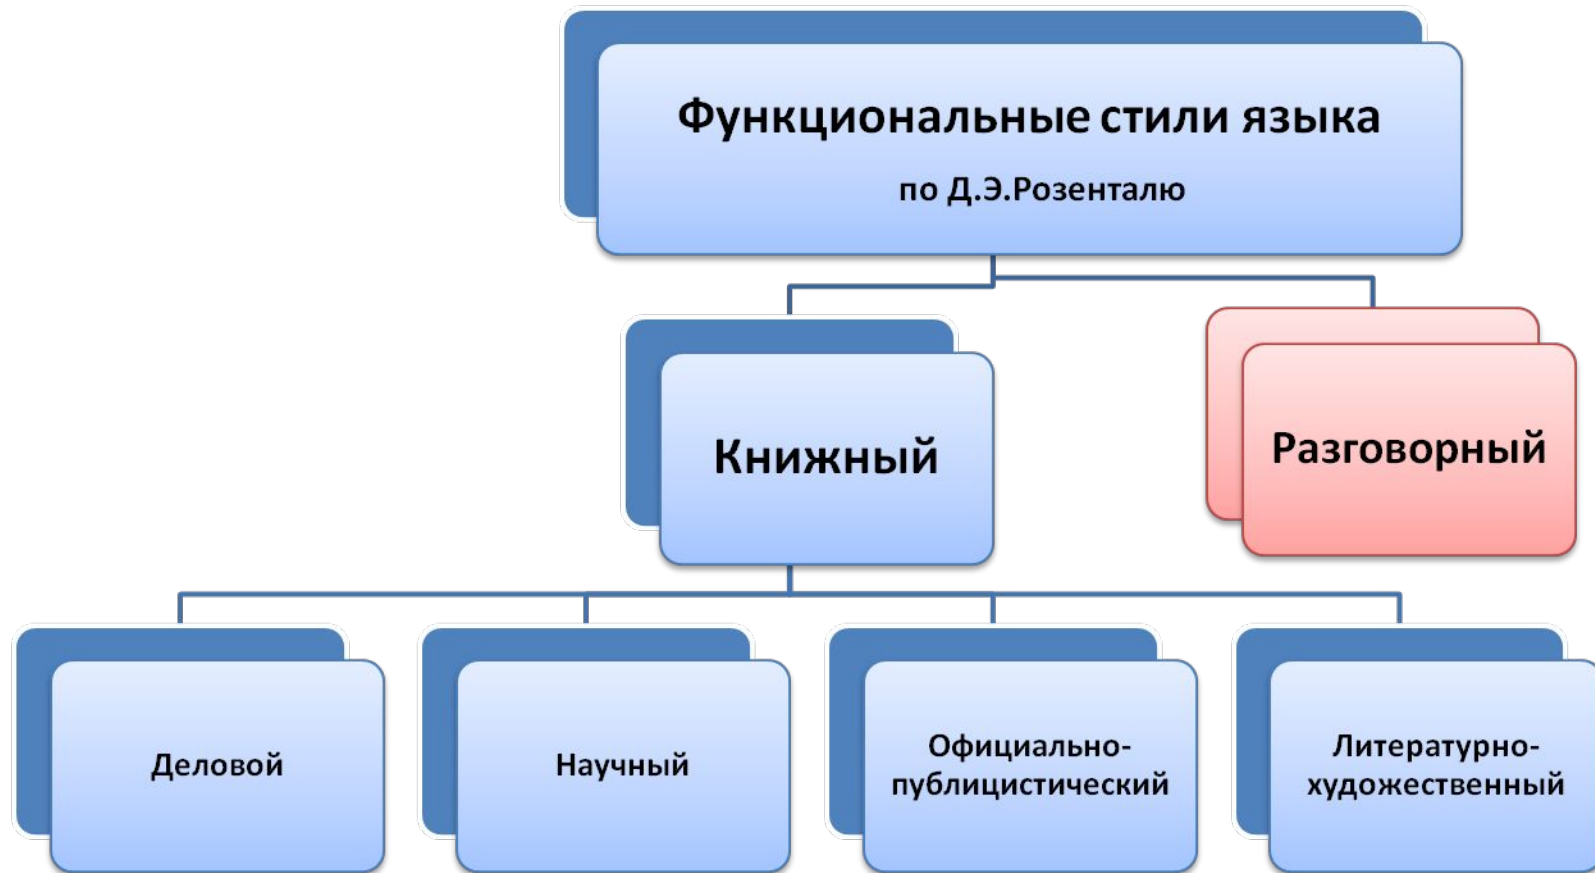 Функциональные стили языка
по Д.Э.Розенталю
Книжный
Разговорный
Деловой
Научный
Официально-
публицистический
Литературно-
художественный